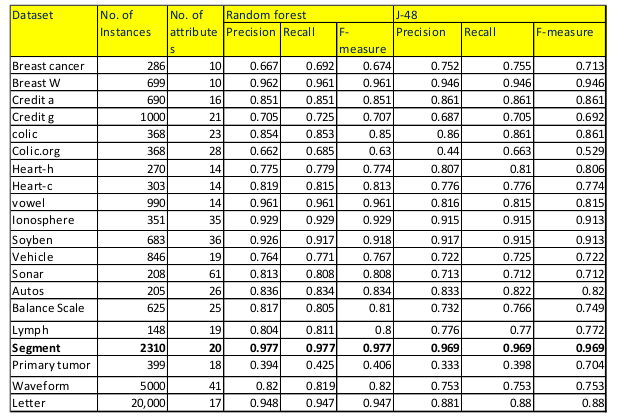 Dataset No. of Instances No. of attributes Random forest J-48
Precision Recall F-measure Precision Recall F-measure
Breast cancer 286 10 0.667 0.692 0.674 0.752 0.755 0.713
Breast W 699 10 0.962 0.961 0.961 0.946 0.946 0.946
Credit a 690 16 0.851 0.851 0.851 0.861 0.861 0.861
Credit g 1000 21 0.705 0.725 0.707 0.687 0.705 0.692
colic 368 23 0.854 0.853 0.85 0.86 0.861 0.861
Colic.org 368 28 0.662 0.685 0.63 0.44 0.663 0.529
Heart-h 270 14 0.775 0.779 0.774 0.807 0.81 0.806
Heart-c 303 14 0.819 0.815 0.813 0.776 0.776 0.774
vowel 990 14 0.961 0.961 0.961 0.816 0.815 0.815
Ionosphere 351 35 0.929 0.929 0.929 0.915 0.915 0.913
Soyben 683 36 0.926 0.917 0.918 0.917 0.915 0.913
Vehicle 846 19 0.764 0.771 0.767 0.722 0.725 0.722
Sonar 208 61 0.813 0.808 0.808 0.713 0.712 0.712
Autos 205 26 0.836 0.834 0.834 0.833 0.822 0.82
Balance Scale 625 25 0.817 0.805 0.81 0.732 0.766 0.749
Lymph 148 19 0.804 0.811 0.8 0.776 0.77 0.772
Segment 2310 20 0.977 0.977 0.977 0.969 0.969 0.969
Primary tumor 399 18 0.394 0.425 0.406 0.333 0.398 0.704
Waveform 5000 41 0.82 0.819 0.82 0.753 0.753 0.753
Letter 20,000 17 0.948 0.947 0.947 0.881 0.88 0.88